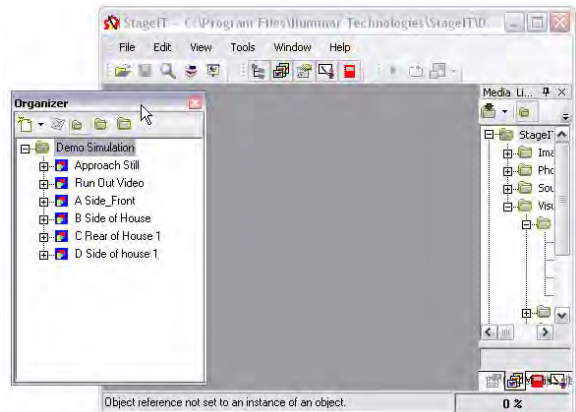 StageIT - C:\Program Files\Iluminar Technologies\StageIT\D...
File Edit View Tools Window Help
Organizer
Demo Simulation
Approach Still
Run Out Video
A Side_Front
B Side of House
C Rear of House 1
D Side of house 1
Media Li...
StageI
Ima
Pho
Sou
Visu
Object reference not set to an instance of an object.
0 %